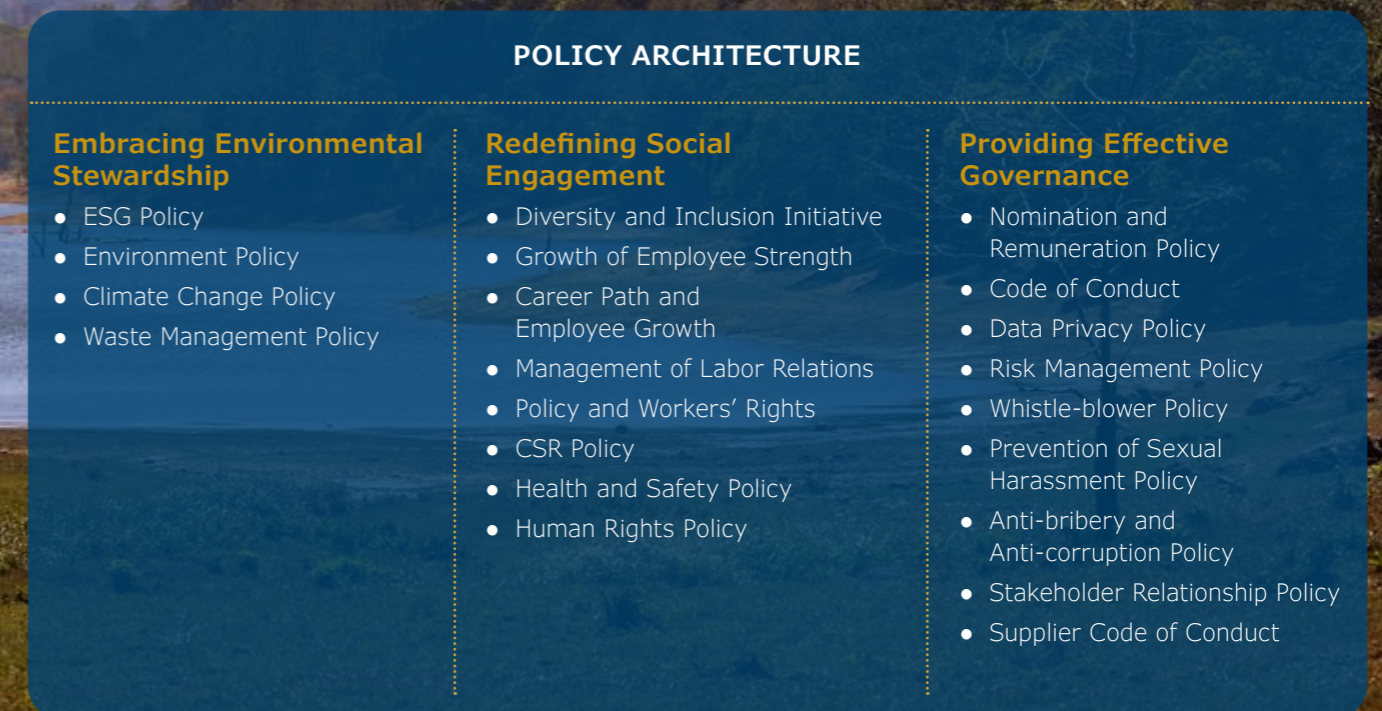 POLICY ARCHITECTURE
Embracing Environmental
Stewardship
● ESG Policy
● Environment Policy
● Climate Change Policy
● Waste Management Policy
Redefining Social
Engagement
● Diversity and Inclusion Initiative
● Growth of Employee Strength
● Career Path and
Employee Growth
● Management of Labor Relations
● Policy and Workers’ Rights
● CSR Policy
● Health and Safety Policy
● Human Rights Policy
Providing Effective
Governance
● Nomination and
Remuneration Policy
● Code of Conduct
● Data Privacy Policy
● Risk Management Policy
● Whistle-blower Policy
● Prevention of Sexual
Harassment Policy
● Anti-bribery and
Anti-corruption Policy
● Stakeholder Relationship Policy
● Supplier Code of Conduct